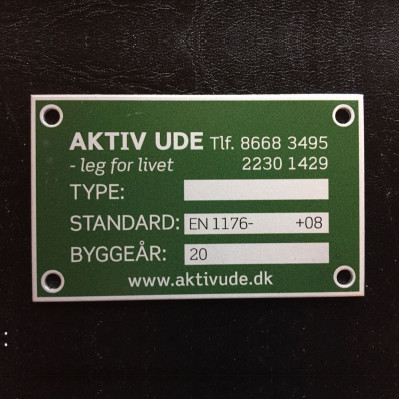 AKTIV UDE Tlf. 8668 3495
- leg for livet 2230 1429
TYPE:
STANDARD: EN 1176- +08
BYGGEÅR: 20
www.aktivude.dk